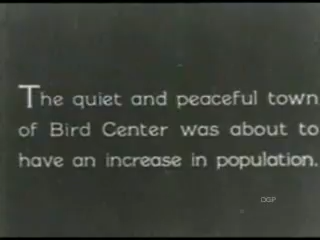 The quiet and peaceful town
of Bird Center was about to
have an increase in population.
DGP